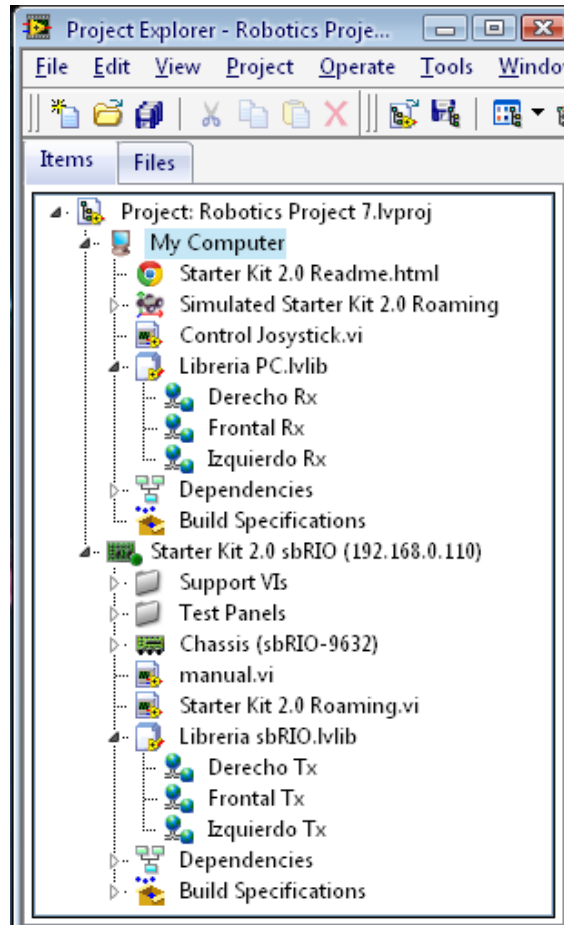 Project Explorer - Robotics Proje...
File Edit View Project Operate Tools Windo
Items Files
Project: Robotics Project 7.lvproj
My Computer
Starter Kit 2.0 Readme.html
Simulated Starter Kit 2.0 Roaming
Control Josystick.vi
Libreria PC.lvlib
Derecho Rx
Frontal Rx
Izquierdo Rx
Dependencies
Build Specifications
Starter Kit 2.0 sbRIO (192.168.0.110)
Support VIs
Test Panels
Chassis (sbRIO-9632)
manual.vi
Starter Kit 2.0 Roaming.vi
Libreria sbRIO.lvlib
Derecho Tx
Frontal Tx
Izquierdo Tx
Dependencies
Build Specifications